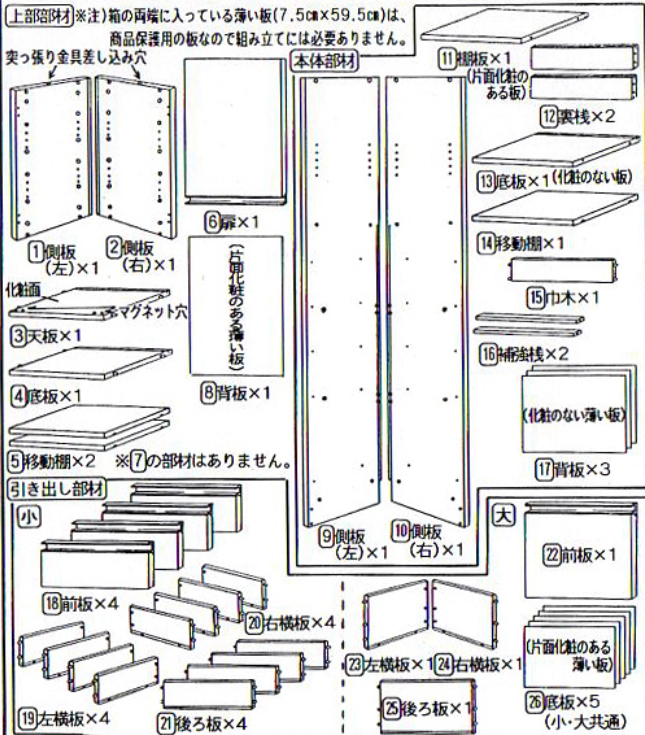 上部部材 ※注)箱の両端に入っている薄い板(7.5cm×59.5cm)は、
商品保護用の板なので組み立てには必要ありません。
突っ張り金具差し込み穴
1側板
(左)×1
2側板
(右)×1
化粧面
マグネット穴
3天板×1
4底板×1
5移動棚×2 ※7の部材はありません。
6扉×1
(片面化粧のある薄い板)
8背板×1
本体部材
9側板
(左)×1
10側板
(右)×1
11棚板×1
(片面化粧の
ある板)
12裏桟×2
13底板×1(化粧のない板)
14移動棚×1
15巾木×1
16補強桟×2
(化粧のない薄い板)
17背板×3
引き出し部材
小
18前板×4
19左横板×4
20右横板×4
21後ろ板×4
大
22前板×1
23左横板×1
24右横板×1
25後ろ板×1
(片面化粧のある
薄い板)
26底板×5
(小・大共通)